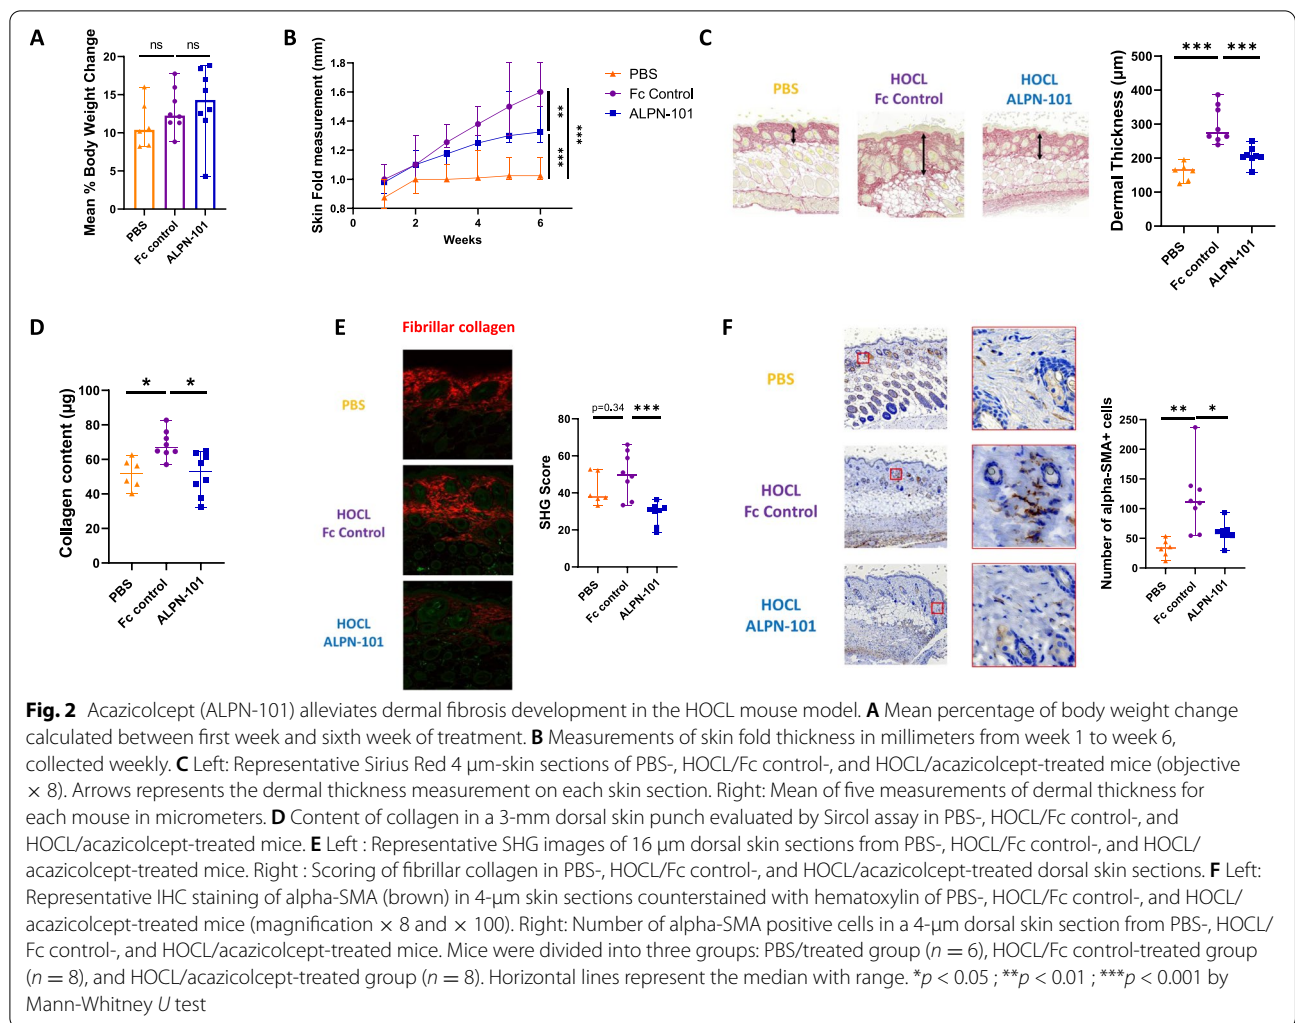 A
Mean % Body Weight Change
20
15
10
5
0
ns ns
PBS
Fc control
ALPN-101
B
Skin Fold measurement (mm)
1.8
1.6
1.4
1.2
1.0
0.8
0 2 4 6
Weeks
PBS
Fc Control
ALPN-101
**
***
***
C
PBS
HOCL
Fc Control
HOCL
ALPN-101
Dermal Thickness (µm)
500
400
300
200
100
0
*** ***
PBS
Fc control
ALPN-101
D
Collagen content (µg)
100
80
60
40
20
0
* *
PBS
Fc control
ALPN-101
E
Fibrillar collagen
PBS
HOCL
Fc Control
HOCL
ALPN-101
SHG Score
80
60
40
20
0
p=0.34 ***
PBS
Fc control
ALPN-101
F
PBS
HOCL
Fc Control
HOCL
ALPN-101
Number of alpha-SMA+ cells
250
200
150
100
50
0
** *
PBS
Fc control
ALPN-101
Fig. 2 Acazicolcept (ALPN-101) alleviates dermal fibrosis development in the HOCL mouse model. A Mean percentage of body weight change
calculated between first week and sixth week of treatment. B Measurements of skin fold thickness in millimeters from week 1 to week 6,
collected weekly. C Left: Representative Sirius Red 4 µm-skin sections of PBS-, HOCL/Fc control-, and HOCL/acazicolcept-treated mice (objective
× 8). Arrows represents the dermal thickness measurement on each skin section. Right: Mean of five measurements of dermal thickness for
each mouse in micrometers. D Content of collagen in a 3-mm dorsal skin punch evaluated by Sircol assay in PBS-, HOCL/Fc control-, and
HOCL/acazicolcept-treated mice. E Left : Representative SHG images of 16 µm dorsal skin sections from PBS-, HOCL/Fc control-, and HOCL/
acazicolcept-treated mice. Right : Scoring of fibrillar collagen in PBS-, HOCL/Fc control-, and HOCL/acazicolcept-treated dorsal skin sections. F Left:
Representative IHC staining of alpha-SMA (brown) in 4-µm skin sections counterstained with hematoxylin of PBS-, HOCL/Fc control-, and HOCL/
acazicolcept-treated mice (magnification × 8 and × 100). Right: Number of alpha-SMA positive cells in a 4-µm dorsal skin section from PBS-, HOCL/
Fc control-, and HOCL/acazicolcept-treated mice. Mice were divided into three groups: PBS/treated group (n = 6), HOCL/Fc control-treated group
(n = 8), and HOCL/acazicolcept-treated group (n = 8). Horizontal lines represent the median with range. *p < 0.05 ; **p < 0.01 ; ***p < 0.001 by
Mann-Whitney U test